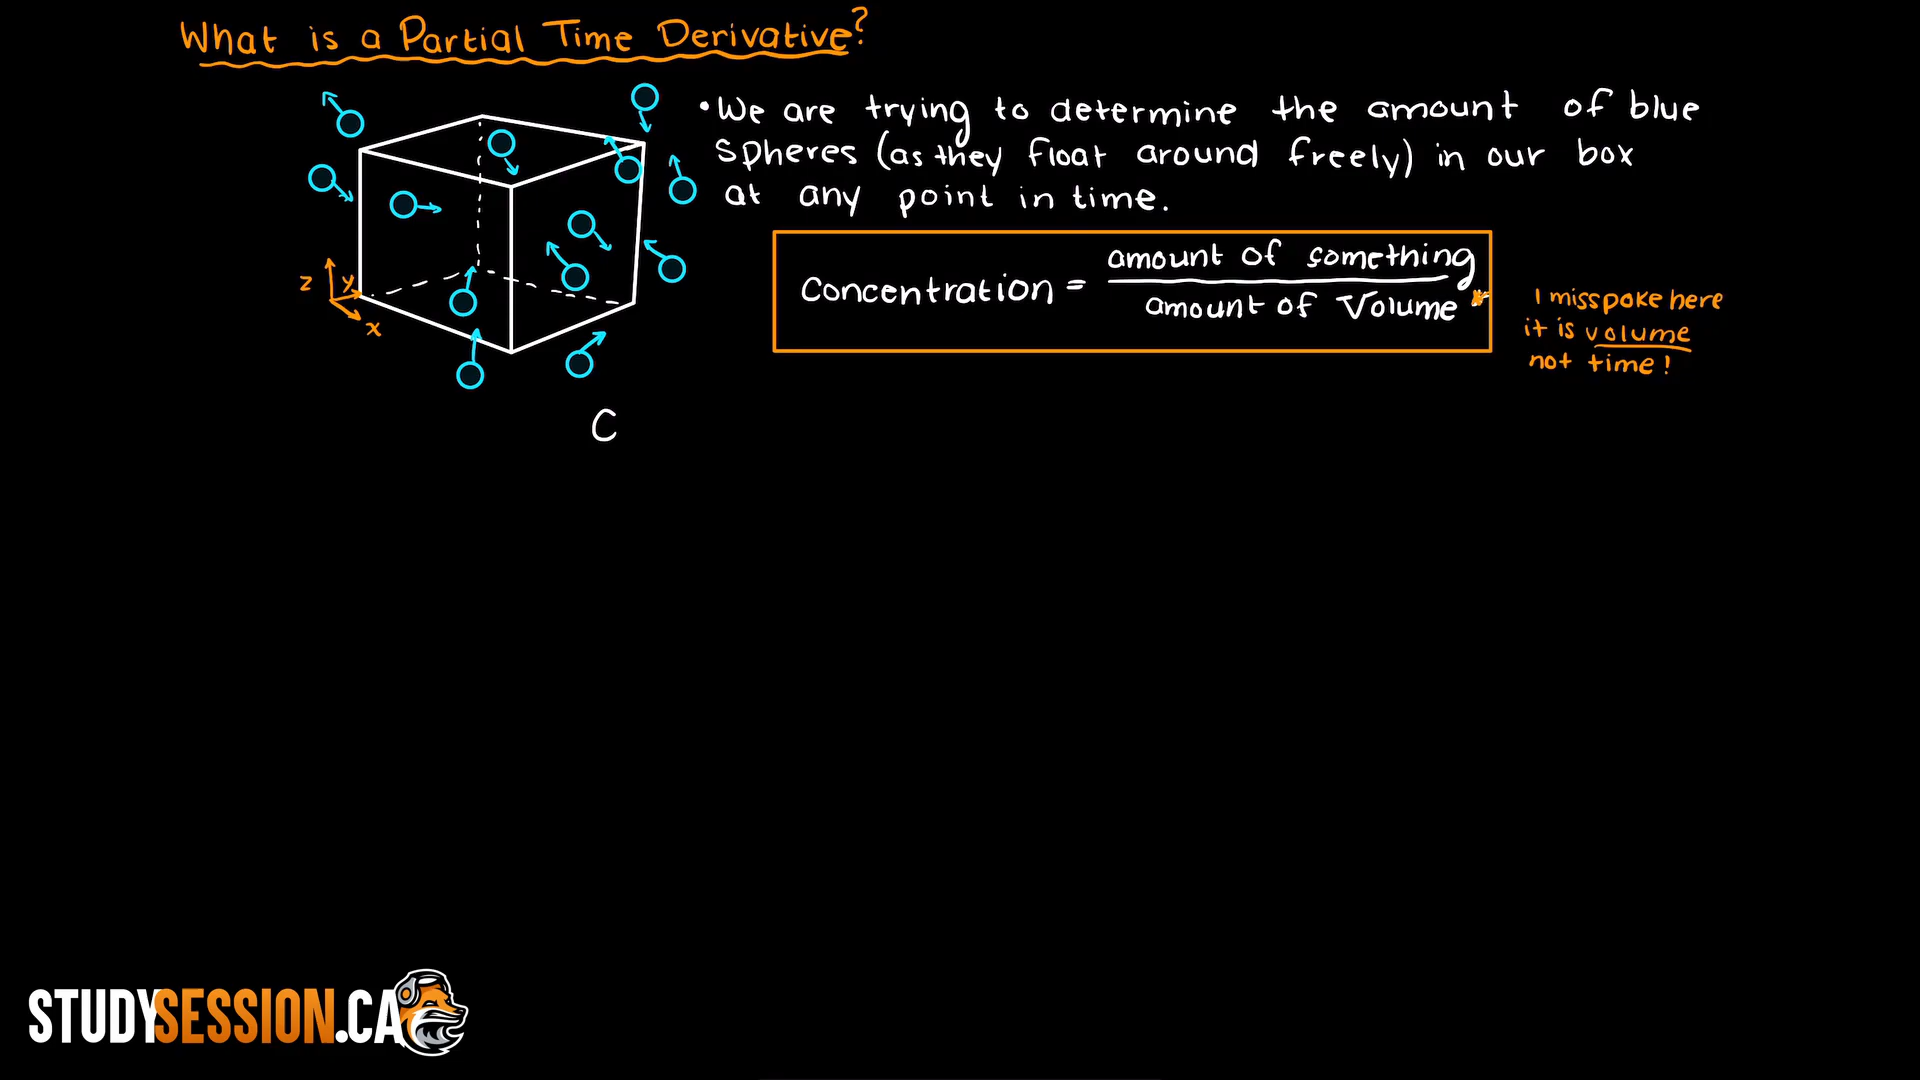 What is a Partial Time Derivative?
•We are trying to determine the amount of blue
spheres (as they float around freely) in our box
at any point in time.
Concentration = amount of something
amount of Volume *
I misspoke here
it is volume
not time!
z
y
x
C
STUDYSESSION.CA